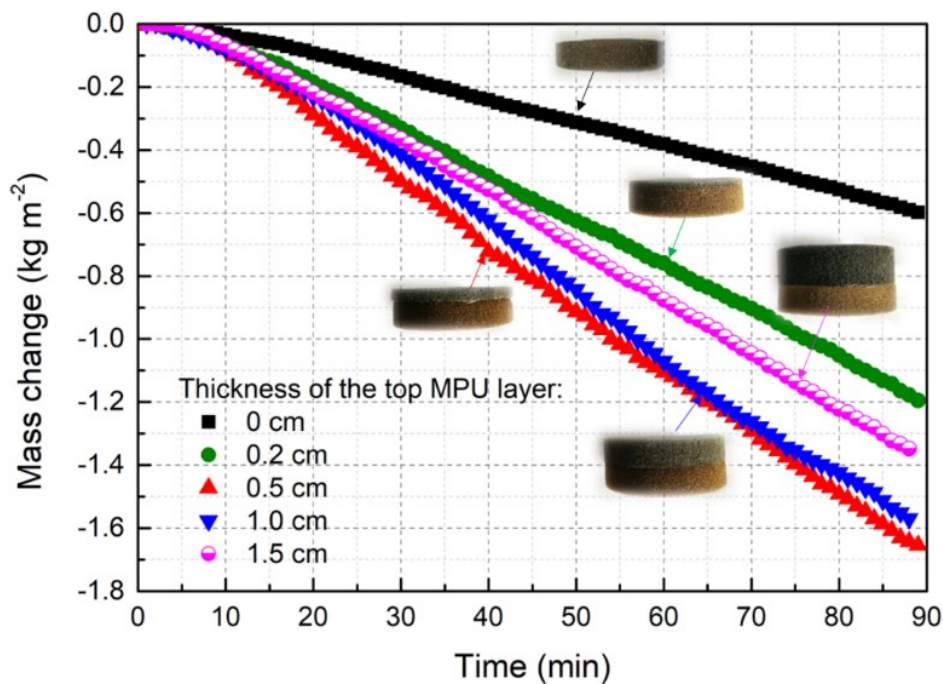 0.0
-0.2
-0.4
-0.6
-0.8
-1.0
-1.2
-1.4
-1.6
-1.8
Mass change (kg m-2)
Thickness of the top MPU layer:
0 cm
0.2 cm
0.5 cm
1.0 cm
1.5 cm
0 10 20 30 40 50 60 70 80 90
Time (min)